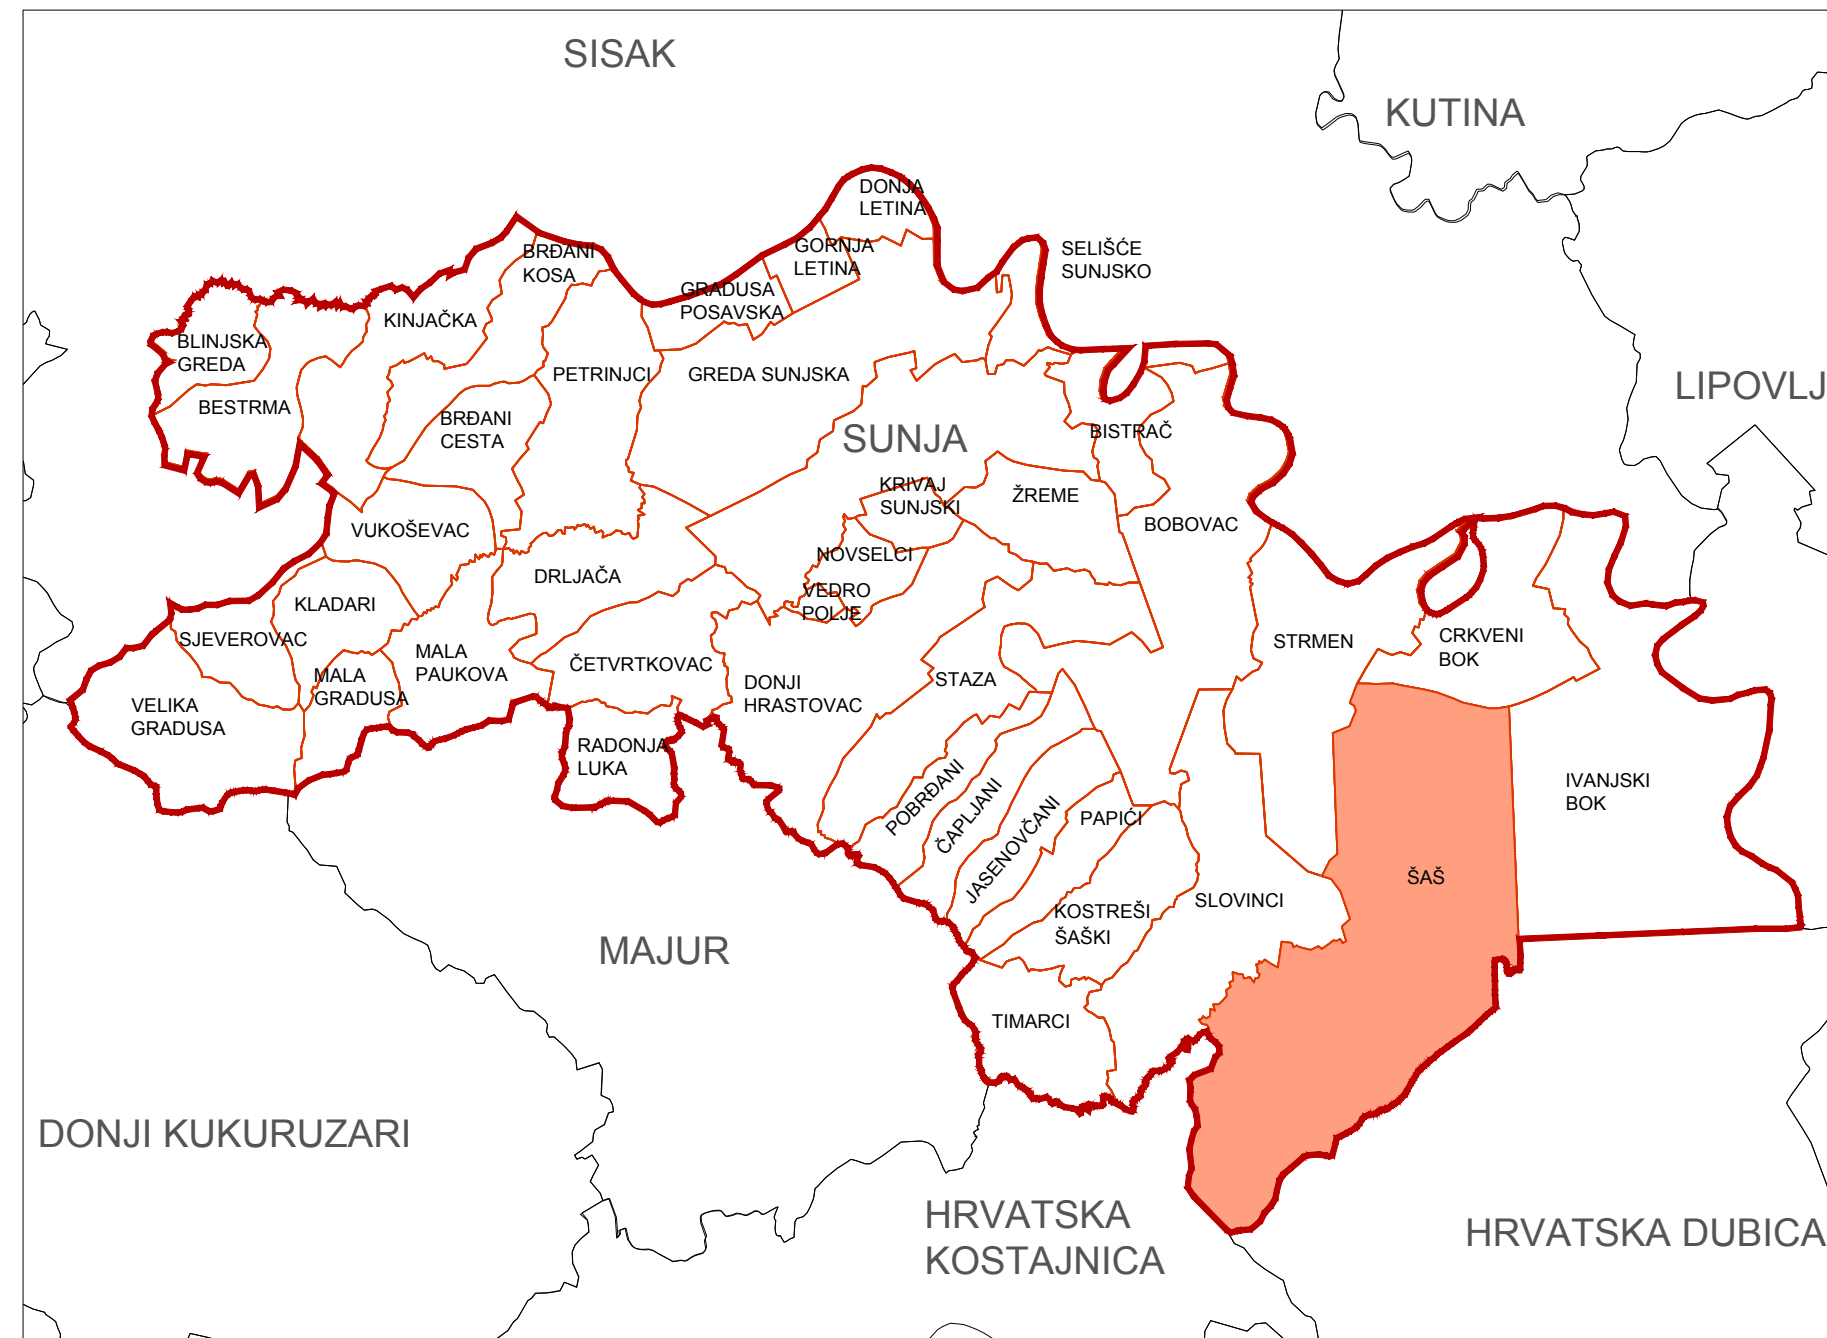 SISAK
KUTINA
DONJA
LETINA
GORNJA
LETINA
SELIŠĆE
SUNJSKO
BRĐANI
KOSA
GRADUSA
POSAVSKA
KINJAČKA
BLINJSKA
GREDA
PETRINJCI
GREDA SUNJSKA
LIPOVLJ
BESTRMA
BRĐANI
CESTA
SUNJA
BISTRAČ
KRIVAJ
SUNJSKI
ŽREME
BOBOVAC
VUKOŠEVAC
NOVSELCI
DRLJAČA
VEDRO
POLJE
KLADARI
SJEVEROVAC
STRMEN
CRKVENI
BOK
MALA
PAUKOVA
ČETVRTKOVAC
MALA
GRADUSA
DONJI
HRASTOVAC
STAZA
VELIKA
GRADUSA
RADONJA
LUKA
IVANJSKI
BOK
POBRĐANI
ČAPLJANI
JASENOVČANI
PAPIĆI
ŠAŠ
KOSTREŠI
ŠAŠKI
SLOVINCI
MAJUR
TIMARCI
DONJI KUKURUZARI
HRVATSKA
KOSTAJNICA
HRVATSKA DUBICA